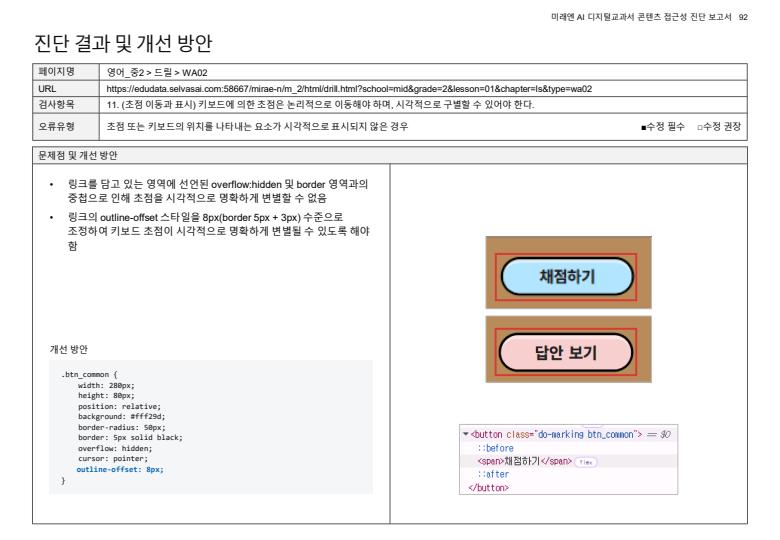 미래엔 AI 디지털교과서 콘텐츠 접근성 진단 보고서 92
진단 결과 및 개선 방안
페이지명 영어_중2 > 드릴 > WA02
URL https://edudata.selvasai.com:58667/mirae-n/m_2/html/drill.html?school=mid&grade=2&lesson=01&chapter=ls&type=wa02
검사항목 11. (초점 이동과 표시) 키보드에 의한 초점은 논리적으로 이동해야 하며, 시각적으로 구별할 수 있어야 한다.
오류유형 초점 또는 키보드의 위치를 나타내는 요소가 시각적으로 표시되지 않은 경우 ■수정 필수 □수정 권장
문제점 및 개선 방안
• 링크를 담고 있는 영역에 선언된 overflow:hidden 및 border 영역과의
중첩으로 인해 초점을 시각적으로 명확하게 변별할 수 없음
• 링크의 outline-offset 스타일을 8px(border 5px + 3px) 수준으로
조정하여 키보드 초점이 시각적으로 명확하게 변별될 수 있도록 해야
함
개선 방안
.btn_common {
width: 280px;
height: 80px;
position: relative;
background: #fff29d;
border-radius: 50px;
border: 5px solid black;
overflow: hidden;
cursor: pointer;
outline-offset: 8px;
}
채점하기
답안 보기
▼<button class="do-marking btn_common"> == $0
::before
<span>채점하기</span> flex
::after
</button>